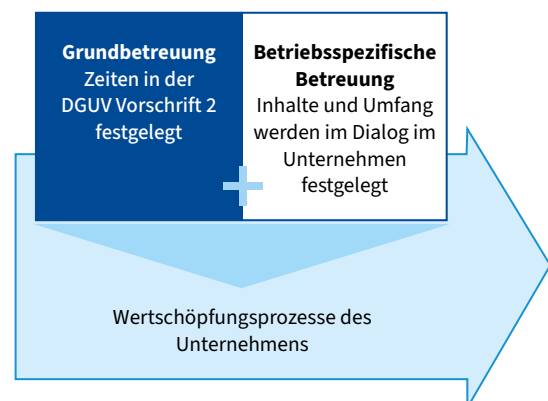 Grundbetreuung
Zeiten in der
DGUV Vorschrift 2
festgelegt
Betriebsspezifische
Betreuung
Inhalte und Umfang
werden im Dialog im
Unternehmen
festgelegt
Wertschöpfungsprozesse des
Unternehmens